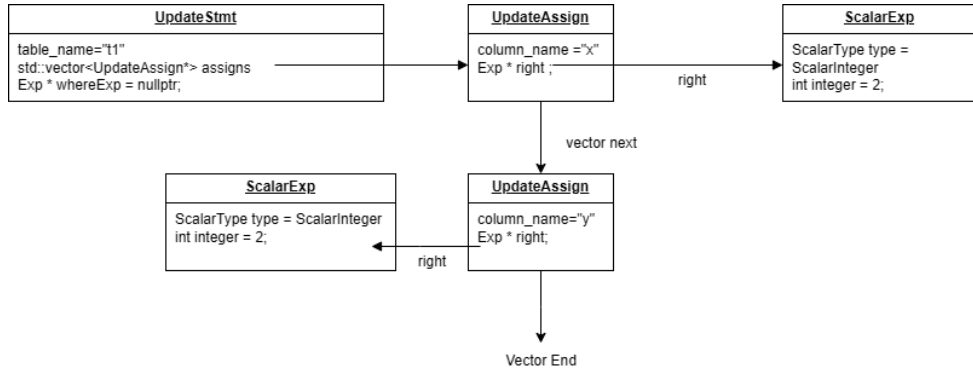 UpdateStmt
table_name="t1"
std::vector<UpdateAssign*> assigns
Exp * whereExp = nullptr;
UpdateAssign
column_name ="x"
Exp * right ;
right
ScalarExp
ScalarType type =
ScalarInteger
int integer = 2;
vector next
ScalarExp
ScalarType type = ScalarInteger
int integer = 2;
right
UpdateAssign
column_name="y"
Exp * right;
Vector End